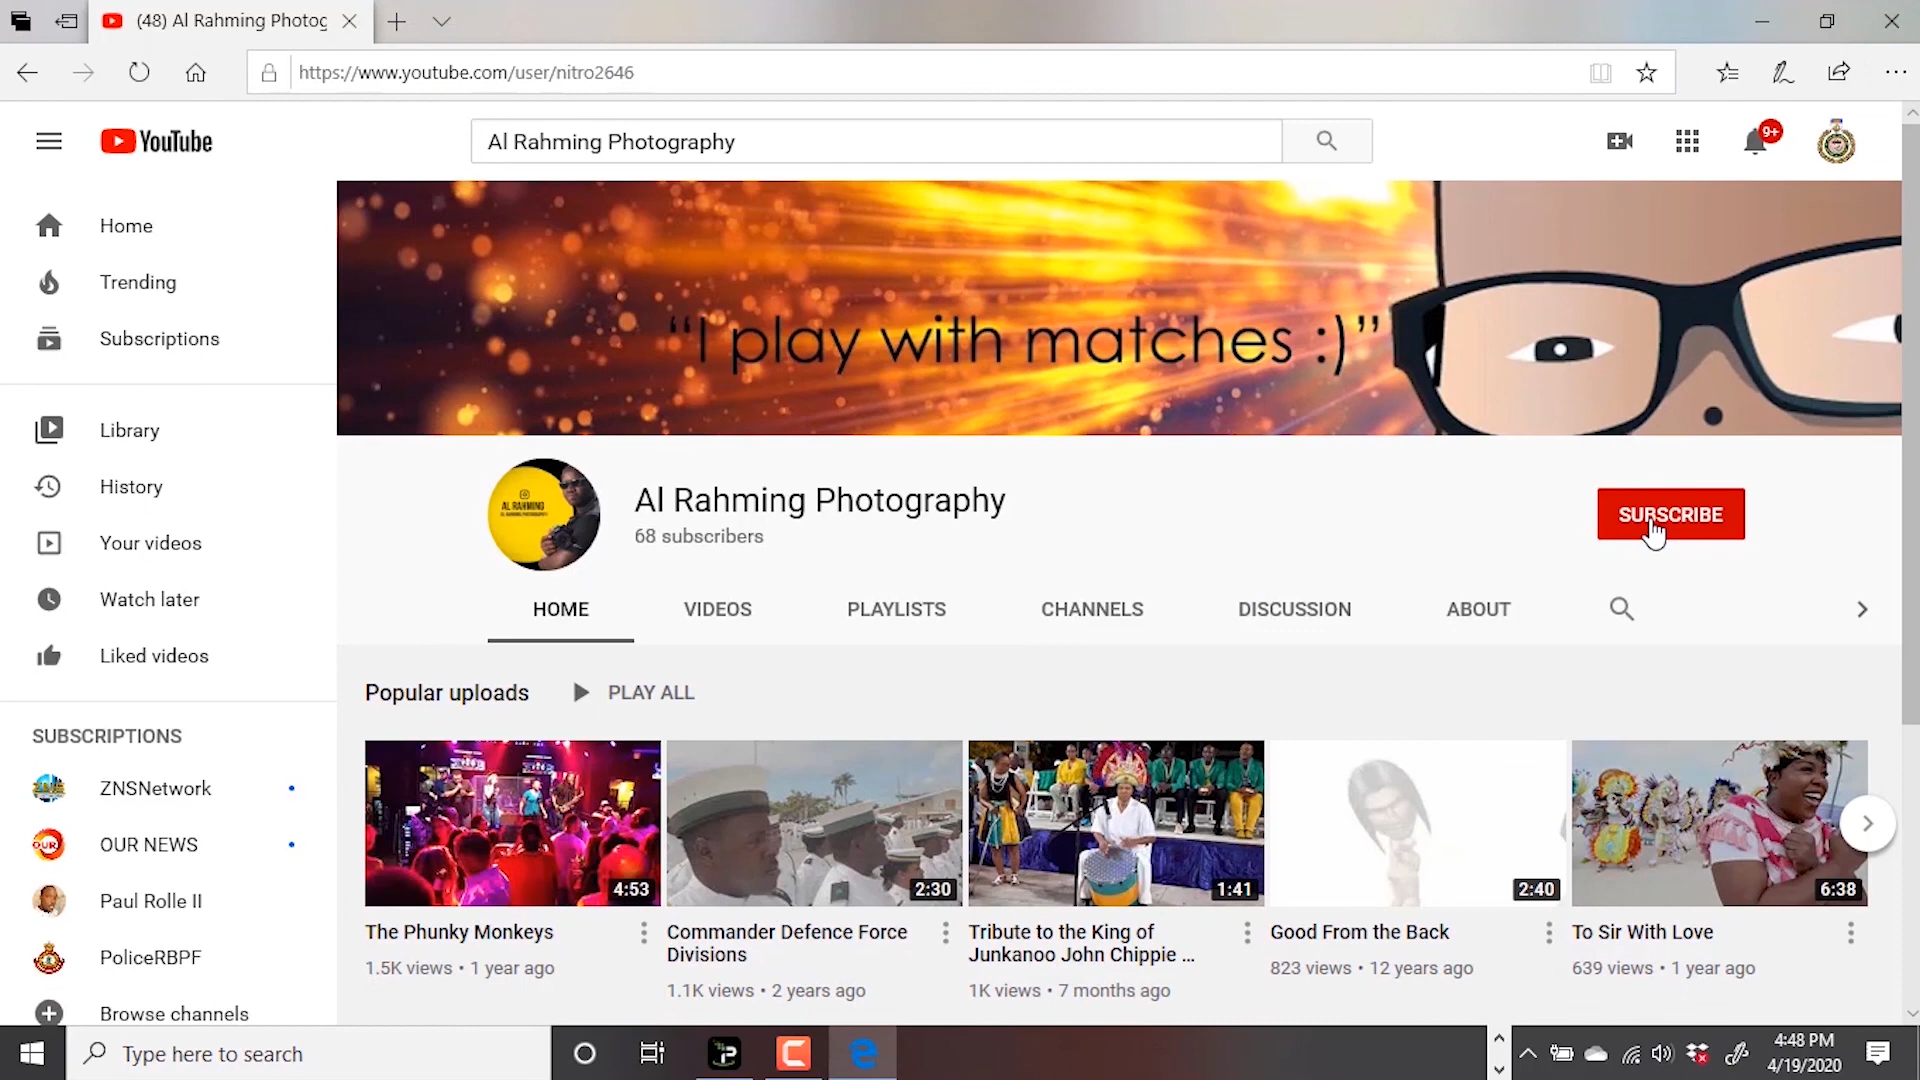 (48) Al Rahming Photog
https://www.youtube.com/user/nitro2646
YouTube
Al Rahming Photography
9+
Home
Trending
Subscriptions
Library
History
Your videos
Watch later
Liked videos
SUBSCRIPTIONS
ZNSNetwork
OUR NEWS
Paul Rolle II
PoliceRBPF
Browse channels
“I play with matches :)”
AL RAHMING
Al Rahming Photography
68 subscribers
SUBSCRIBE
HOME VIDEOS PLAYLISTS CHANNELS DISCUSSION ABOUT
Popular uploads PLAY ALL
4:53
The Phunky Monkeys
1.5K views • 1 year ago
2:30
Commander Defence Force
Divisions
1.1K views • 2 years ago
1:41
Tribute to the King of
Junkanoo John Chippie ...
1K views • 7 months ago
2:40
Good From the Back
823 views • 12 years ago
6:38
To Sir With Love
639 views • 1 year ago
Type here to search
4:48 PM
4/19/2020